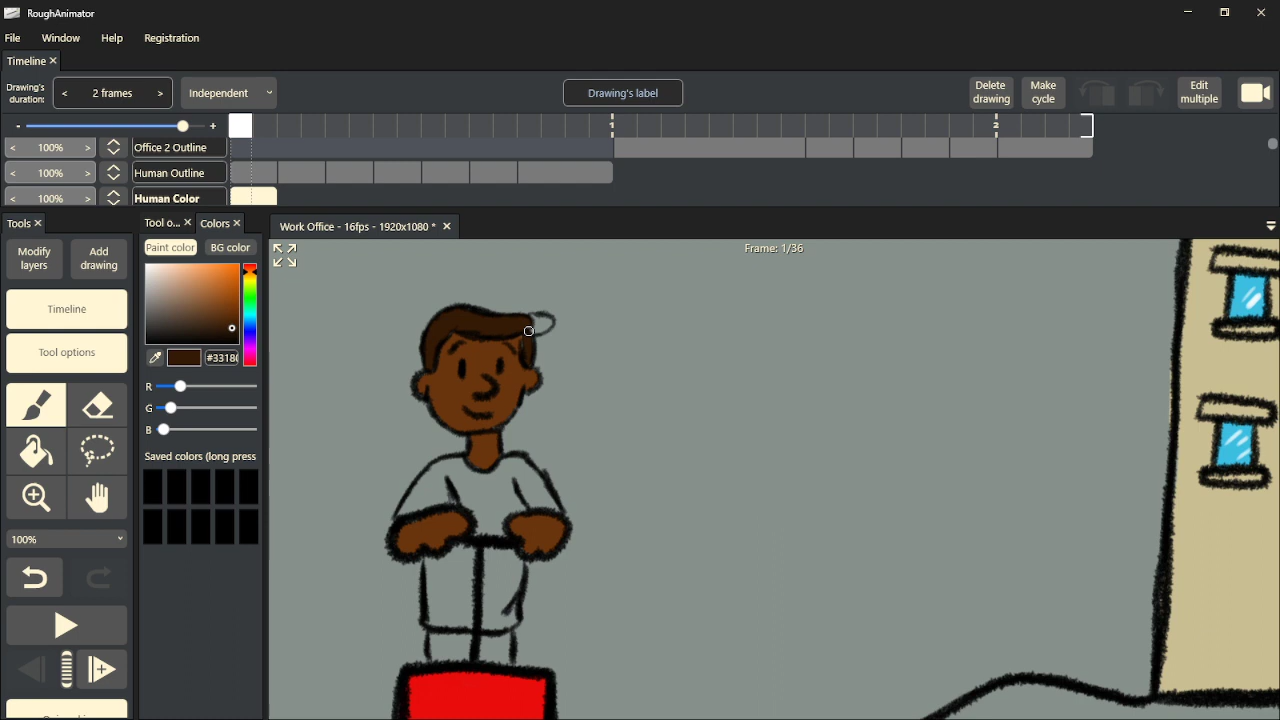 RoughAnimator
File Window Help Registration
Timeline
Drawing's duration: < 2 frames > Independent Drawing's label Delete drawing Make cycle Edit multiple
- + 1 2
< 100% > Office 2 Outline
< 100% > Human Outline
< 100% > Human Color
Tools Tool o... Colors Work Office - 16fps - 1920x1080 *
Modify layers Add drawing Paint color BG color Frame: 1/36
Timeline
Tool options #3318(
R
G
B
Saved colors (long press
100%